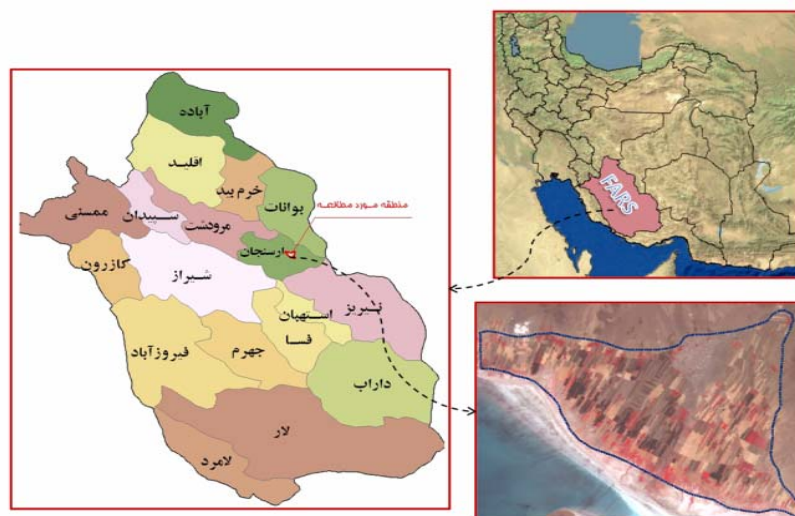 آباده
اقلید
خرم بید
بوانات
ممسنی
سپیدان
مرودشت
منطقه مورد مطالعه
ارسنجان
کازرون
شیراز
نیریز
استهبان
فسا
فیروزآباد
جهرم
داراب
لار
لامرد
FARS